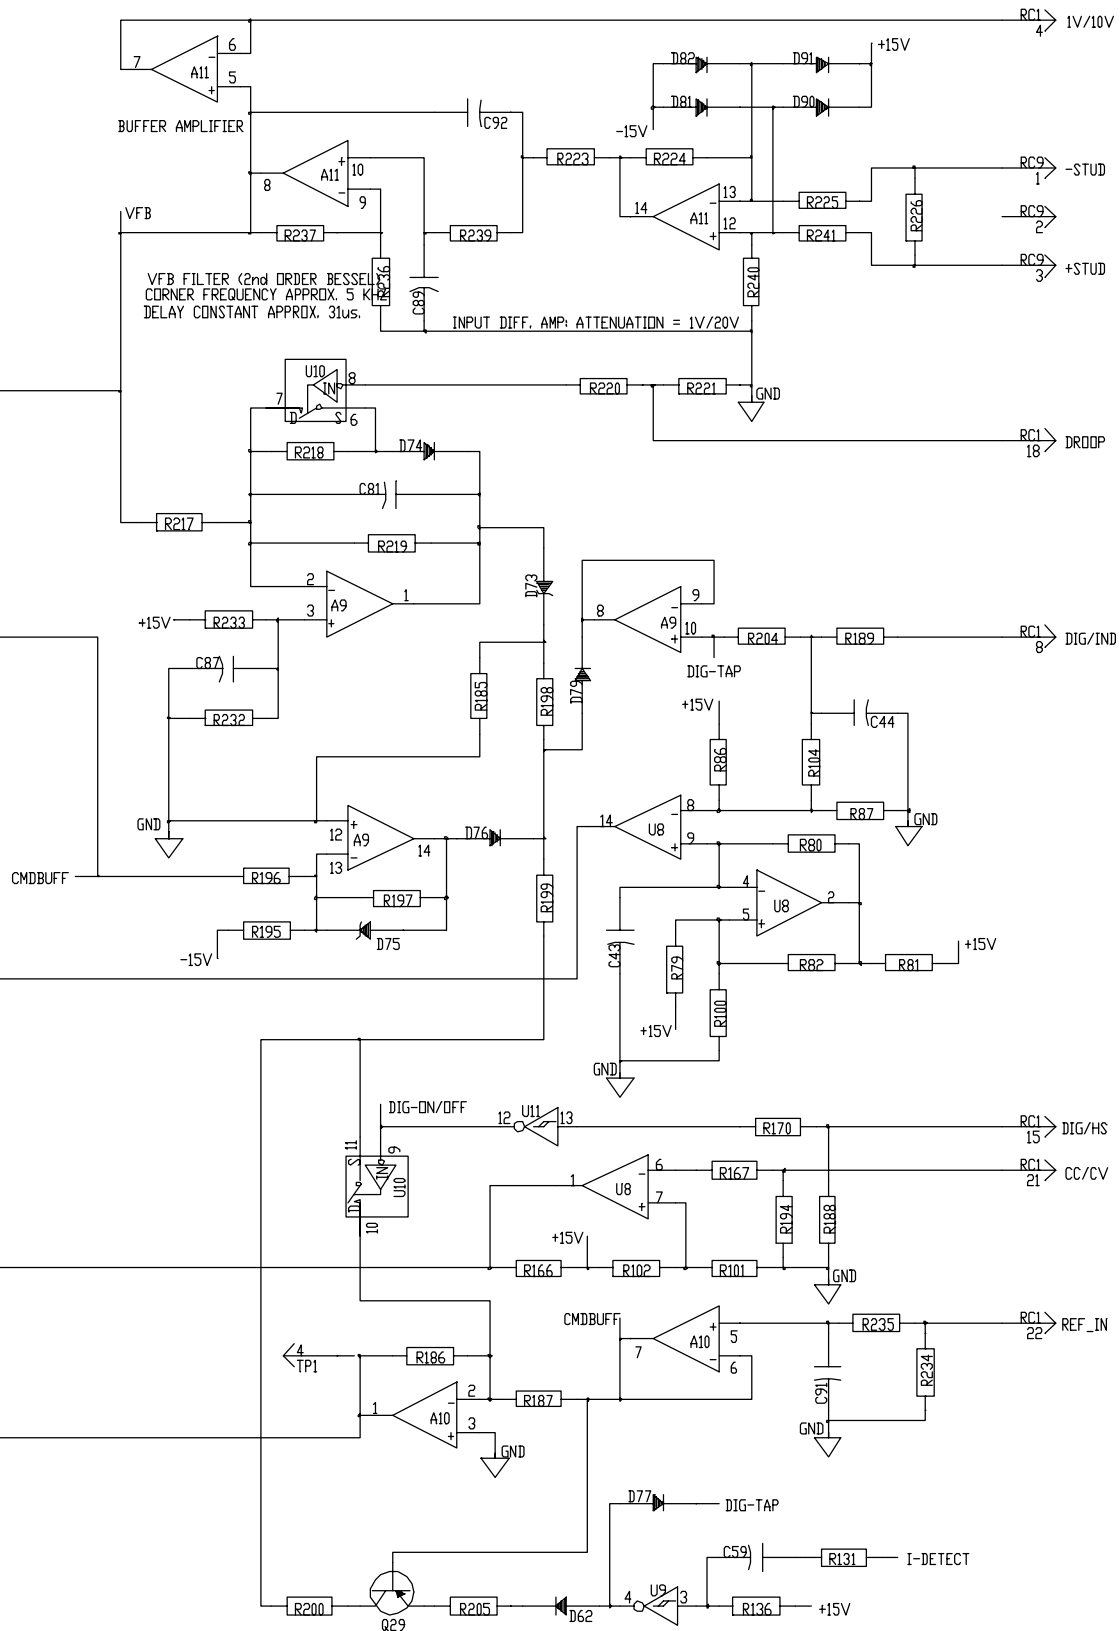 RC1
4
1V/10V
6
7
A11
5
D82
D91
+15V
D81
D90
-15V
BUFFER AMPLIFIER
C92
R223
R224
A11
10
8
9
RC9
1
-STUD
13
R225
14
A11
12
R226
RC9
2
VFB
R237
R239
R241
RC9
3
+STUD
VFB FILTER (2nd ORDER BESSEL)
CORNER FREQUENCY APPROX. 5 KHZ
DELAY CONSTANT APPROX. 31us.
R236
C89
R240
INPUT DIFF. AMP: ATTENUATION = 1V/20V
U10
IN
8
7
D
S
6
R220
R221
GND
R218
D74
RC1
18
DROOP
C81
R217
R219
2
A9
1
3
+15V
R233
D73
8
9
A9
10
R204
R189
RC1
8
DIG/IND
DIG-TAP
C87
R185
R198
D79
R232
+15V
C44
R86
R104
GND
12
A9
14
13
D76
14
8
U8
9
R87
GND
R80
CMDBUFF
R196
R197
R199
4
U8
2
5
R195
D75
-15V
C43
R79
R82
R81
+15V
R100
+15V
GND
DIG-ON/OFF
12
U11
13
R170
RC1
15
DIG/HS
11
S
9
IN
U10
D
10
1
6
U8
7
R167
RC1
21
CC/CV
R194
R188
+15V
R166
R102
R101
GND
CMDBUFF
7
A10
5
6
R235
RC1
22
REF_IN
4
TP1
R186
R234
C91
2
1
A10
3
R187
GND
GND
D77
DIG-TAP
C59
R131
I-DETECT
R200
Q29
R205
D62
4
U9
3
R136
+15V